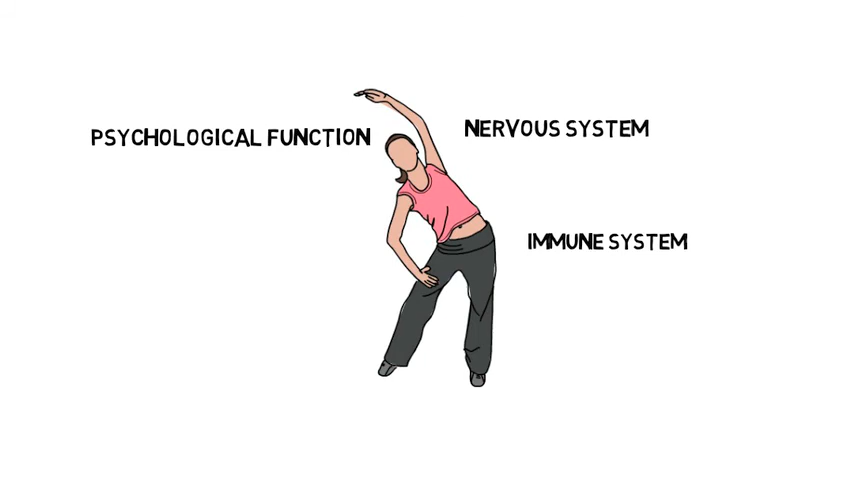 PSYCHOLOGICAL FUNCTION
NERVOUS SYSTEM
IMMUNE SYSTEM